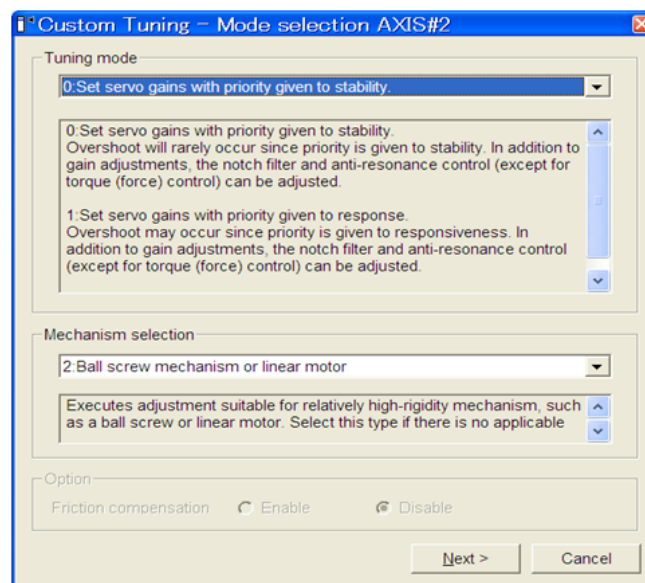 Custom Tuning - Mode selection AXIS#2
Tuning mode
0:Set servo gains with priority given to stability.
0:Set servo gains with priority given to stability.
Overshoot will rarely occur since priority is given to stability. In addition to
gain adjustments, the notch filter and anti-resonance control (except for
torque (force) control) can be adjusted.
1:Set servo gains with priority given to response.
Overshoot may occur since priority is given to responsiveness. In
addition to gain adjustments, the notch filter and anti-resonance control
(except for torque (force) control) can be adjusted.
Mechanism selection
2:Ball screw mechanism or linear motor
Executes adjustment suitable for relatively high-rigidity mechanism, such
as a ball screw or linear motor. Select this type if there is no applicable
Option
Friction compensation Enable Disable
Next > Cancel